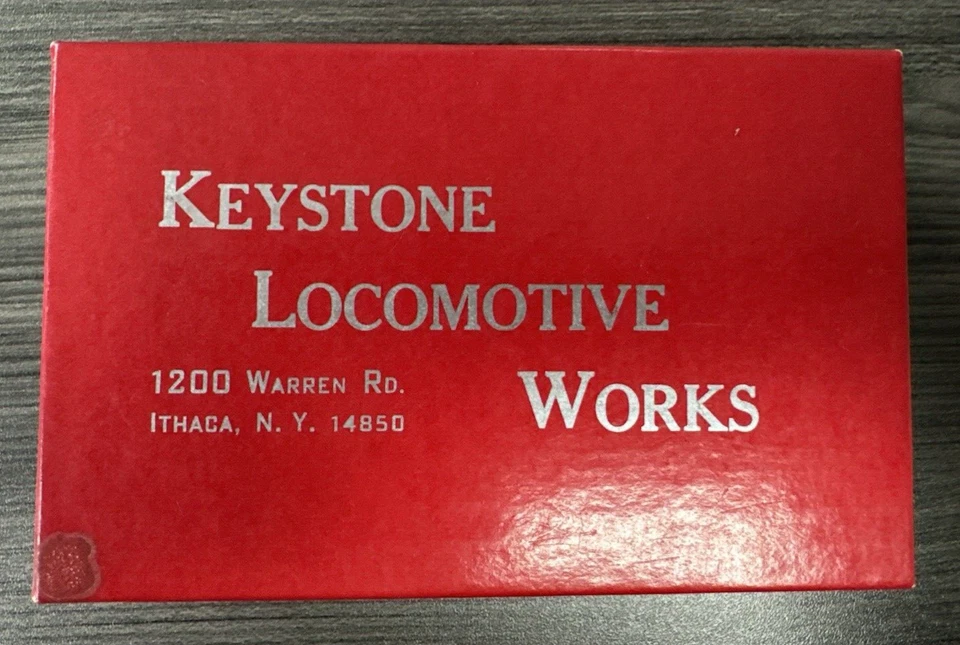 KEYSTONE
LOCOMOTIVE
WORKS
1200 WARREN RD.
ITHACA, N. Y. 14850